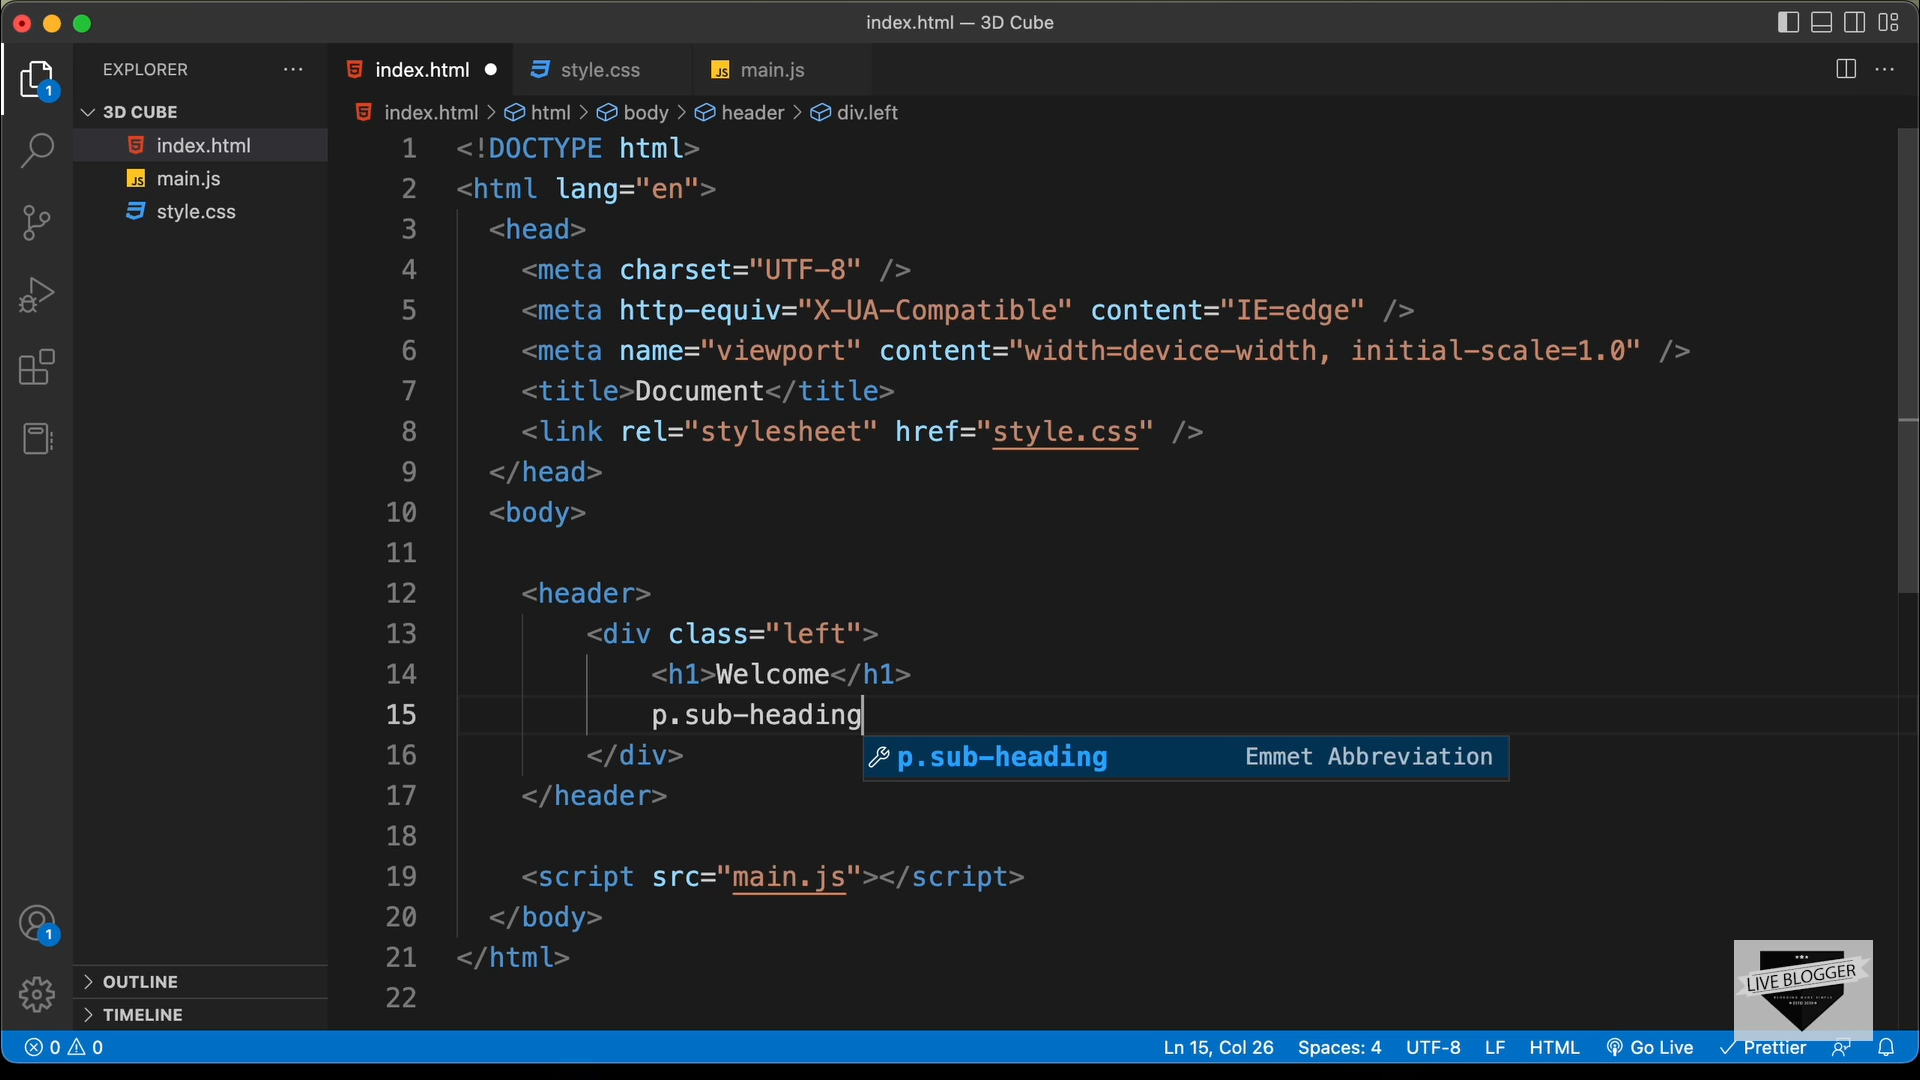 index.html — 3D Cube
EXPLORER
index.html
style.css
main.js
1
3D CUBE
index.html
main.js
style.css
index.html > html > body > header > div.left
1 <!DOCTYPE html>
2 <html lang="en">
3 <head>
4 <meta charset="UTF-8" />
5 <meta http-equiv="X-UA-Compatible" content="IE=edge" />
6 <meta name="viewport" content="width=device-width, initial-scale=1.0" />
7 <title>Document</title>
8 <link rel="stylesheet" href="style.css" />
9 </head>
10 <body>
11
12 <header>
13 <div class="left">
14 <h1>Welcome</h1>
15 p.sub-heading
p.sub-heading Emmet Abbreviation
16 </div>
17 </header>
18
19 <script src="main.js"></script>
20 </body>
21 </html>
22
1
OUTLINE
TIMELINE
LIVE BLOGGER
0 0
Ln 15, Col 26 Spaces: 4 UTF-8 LF HTML Go Live Prettier